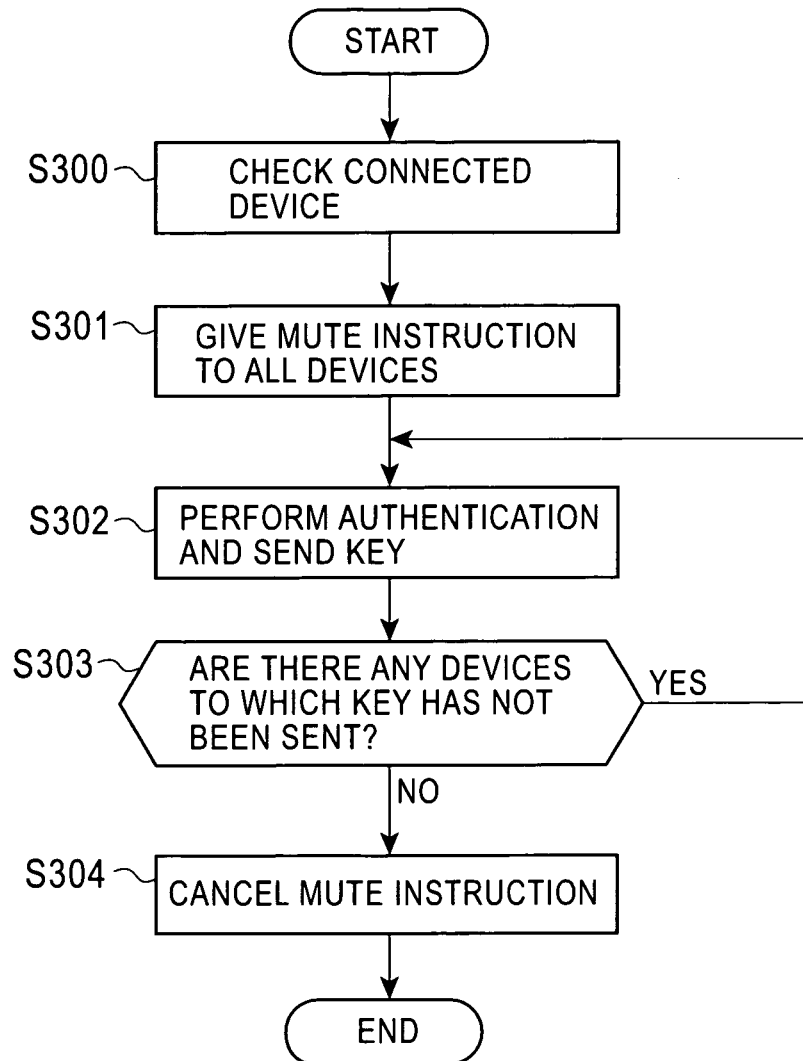 START
S300
CHECK CONNECTED
DEVICE
S301
GIVE MUTE INSTRUCTION
TO ALL DEVICES
S302
PERFORM AUTHENTICATION
AND SEND KEY
S303
ARE THERE ANY DEVICES
TO WHICH KEY HAS NOT
BEEN SENT?
YES
NO
S304
CANCEL MUTE INSTRUCTION
END